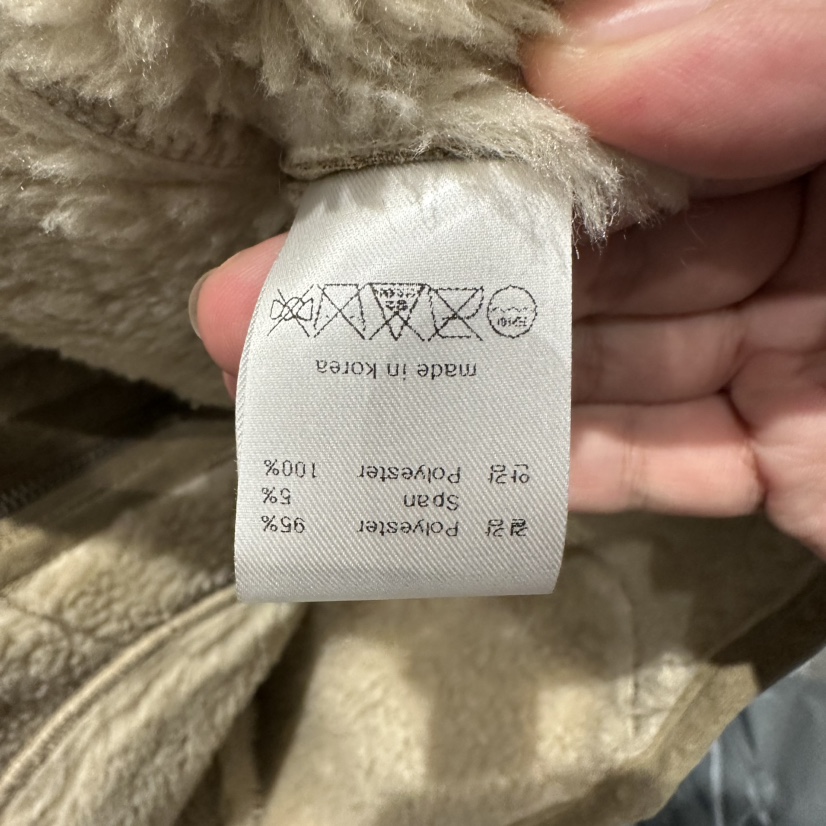 겉감 Polyester 95%
Span 5%
안감 Polyester 100%
made in Korea